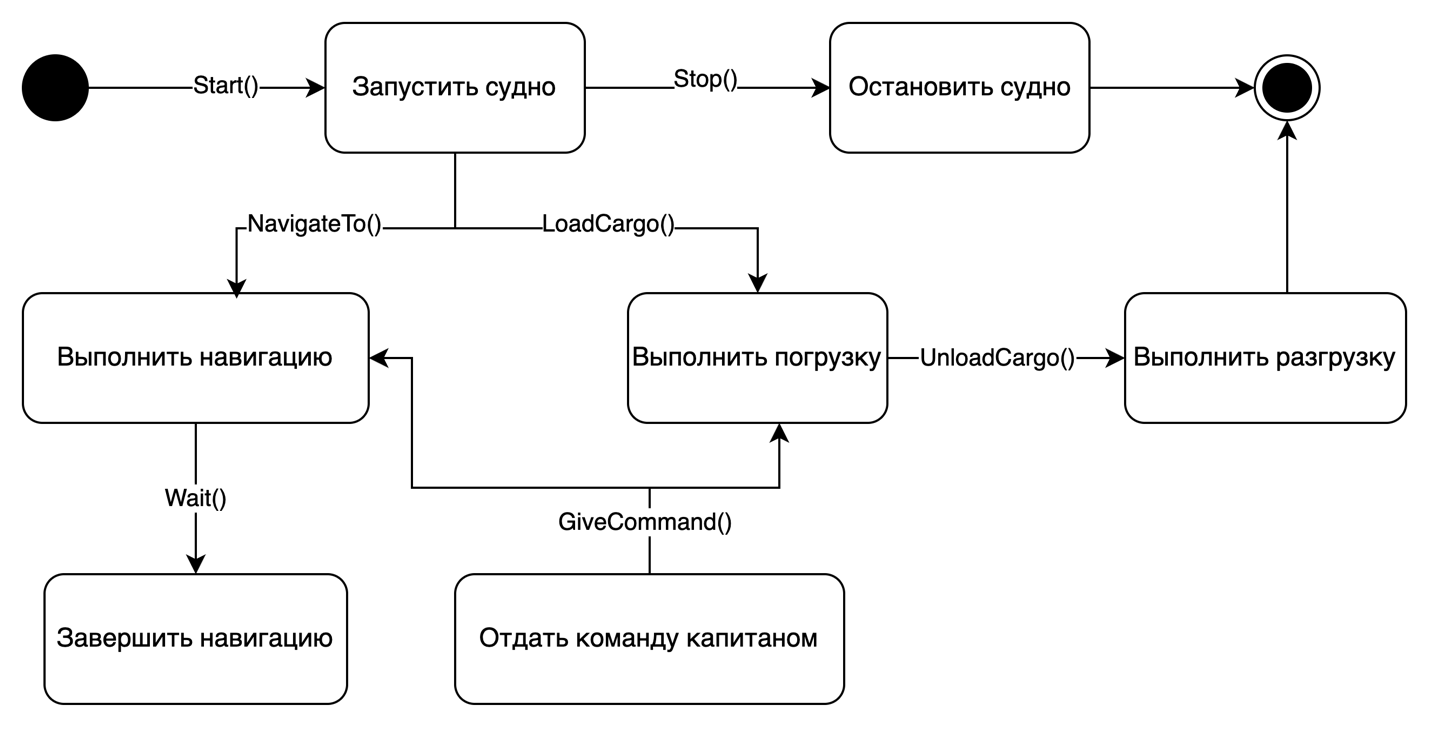 Start()
Запустить судно
Stop()
Остановить судно
NavigateTo()
LoadCargo()
Выполнить навигацию
Выполнить погрузку
UnloadCargo()
Выполнить разгрузку
Wait()
GiveCommand()
Завершить навигацию
Отдать команду капитаном